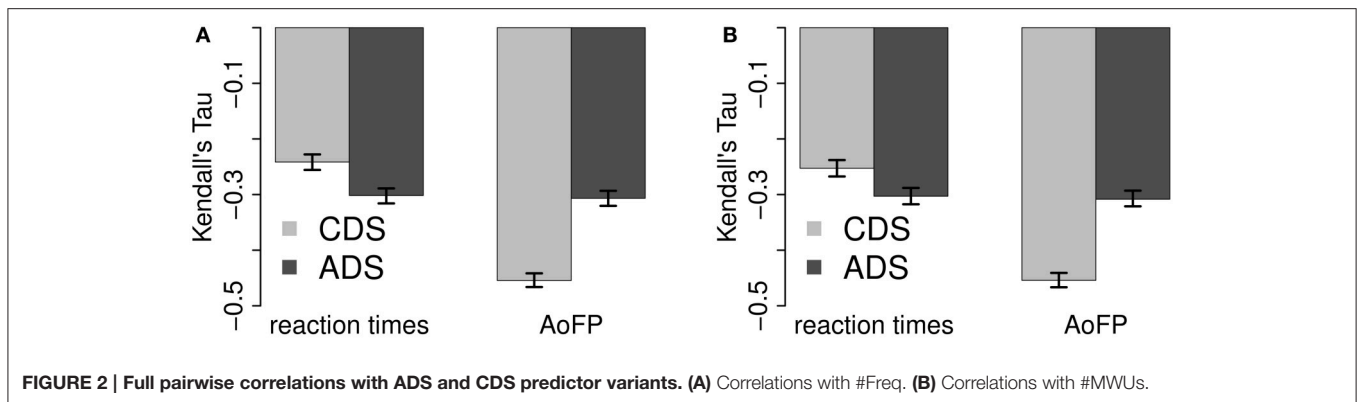 A
Kendall's Tau
−0.1
−0.3
−0.5
CDS
ADS
reaction times
AoFP
B
Kendall's Tau
−0.1
−0.3
−0.5
CDS
ADS
reaction times
AoFP
FIGURE 2 | Full pairwise correlations with ADS and CDS predictor variants. (A) Correlations with #Freq. (B) Correlations with #MWUs.